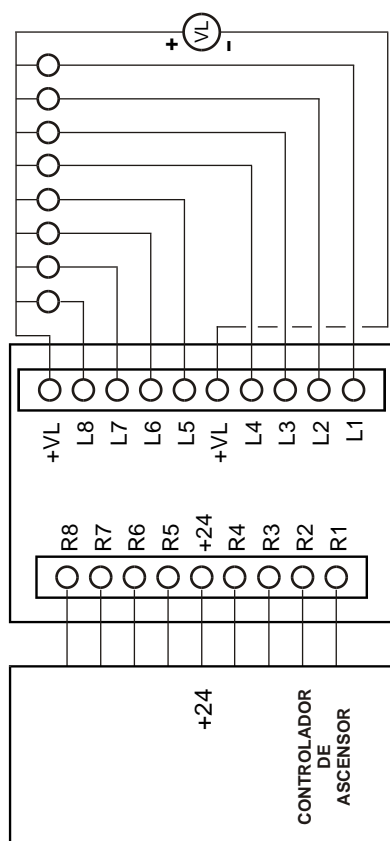 + VL -
+VL
L8
L7
L6
L5
+VL
L4
L3
L2
L1
R8
R7
R6
R5
+24
R4
R3
R2
R1
+24
CONTROLADOR
DE
ASCENSOR